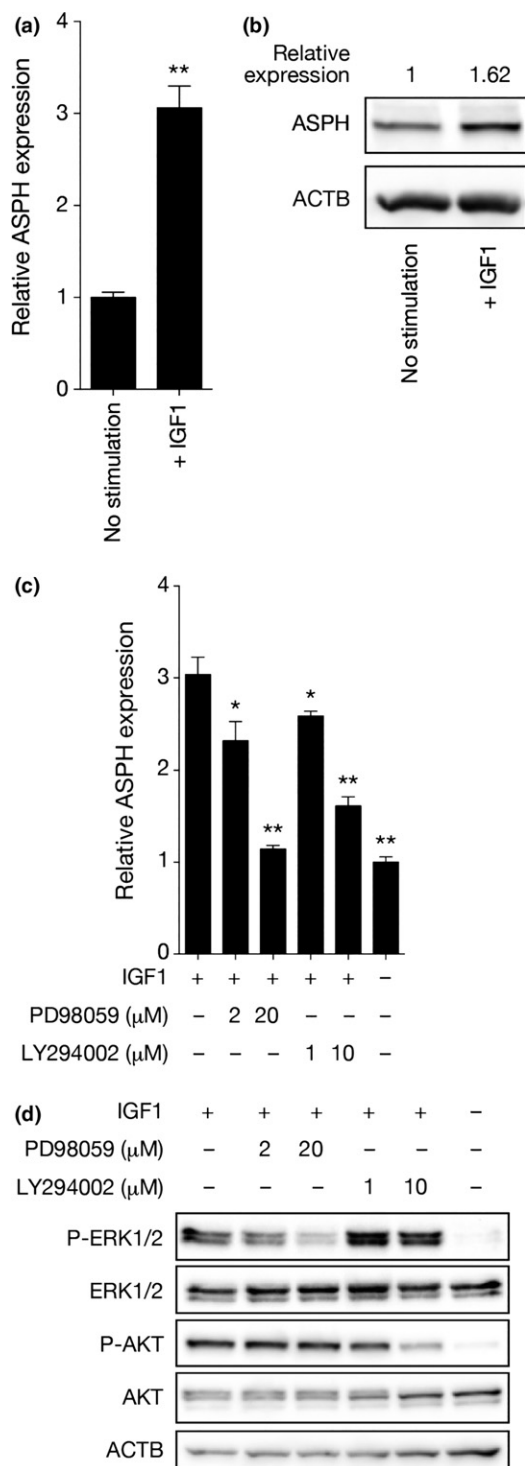 (a)
Relative ASPH expression
4
3
2
1
0
**
No stimulation
+ IGF1
(b)
Relative
expression 1 1.62
ASPH
ACTB
No stimulation
+ IGF1
(c)
Relative ASPH expression
4
3
2
1
0
* ** * ** **
IGF1 + + + + + –
PD98059 (μM) – 2 20 – – –
LY294002 (μM) – – – 1 10 –
(d) IGF1 + + + + + –
PD98059 (μM) – 2 20 – – –
LY294002 (μM) – – – 1 10 –
P-ERK1/2
ERK1/2
P-AKT
AKT
ACTB